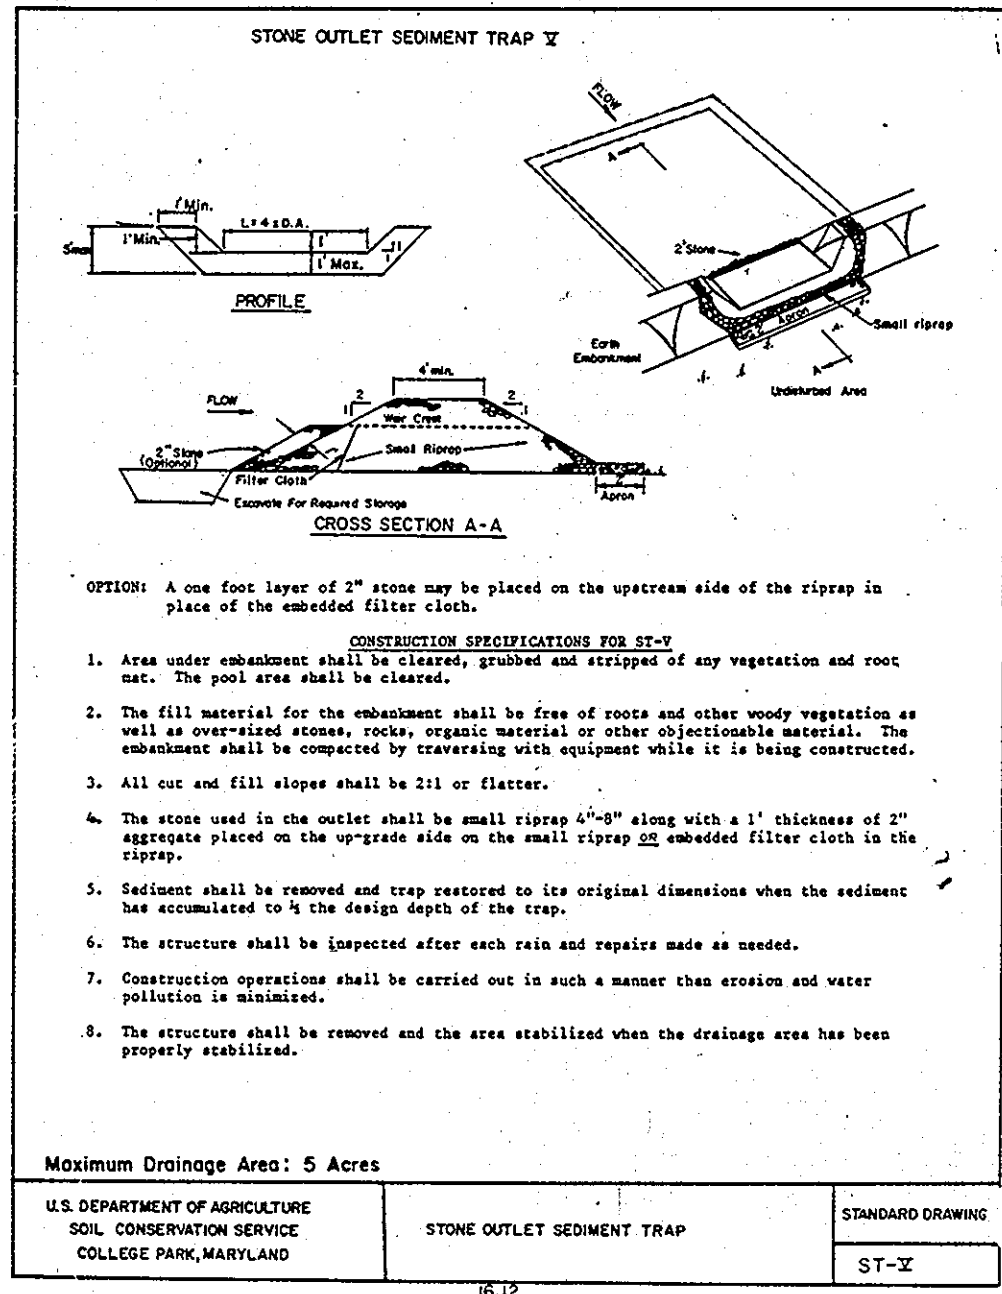 STONE OUTLET SEDIMENT TRAP V
FLOW
A
1' Min.
L= 4 x D.A.
1' Min.
5' max
1'
1' Max.
1
1
PROFILE
2' Stone
Apron
Small riprap
Earth
Embankment
A
Undisturbed Area
4' min.
FLOW
2
1
2
1
Weir Crest
2" Stone
(Optional)
Small Riprap
Filter Cloth
2'
Apron
Excavate For Required Storage
CROSS SECTION A-A
OPTION: A one foot layer of 2" stone may be placed on the upstream side of the riprap in
place of the embedded filter cloth.
CONSTRUCTION SPECIFICATIONS FOR ST-V
1. Area under embankment shall be cleared, grubbed and stripped of any vegetation and root
mat. The pool area shall be cleared.
2. The fill material for the embankment shall be free of roots and other woody vegetation as
well as over-sized stones, rocks, organic material or other objectionable material. The
embankment shall be compacted by traversing with equipment while it is being constructed.
3. All cut and fill slopes shall be 2:1 or flatter.
4. The stone used in the outlet shall be small riprap 4"-8" along with a 1' thickness of 2"
aggregate placed on the up-grade side on the small riprap OR embedded filter cloth in the
riprap.
5. Sediment shall be removed and trap restored to its original dimensions when the sediment
has accumulated to the design depth of the trap.
6. The structure shall be inspected after each rain and repairs made as needed.
7. Construction operations shall be carried out in such a manner than erosion and water
pollution is minimized.
8. The structure shall be removed and the area stabilized when the drainage area has been
properly stabilized.
Maximum Drainage Area: 5 Acres
U.S. DEPARTMENT OF AGRICULTURE
SOIL CONSERVATION SERVICE
COLLEGE PARK, MARYLAND
STONE OUTLET SEDIMENT TRAP
STANDARD DRAWING
ST-V
16.12